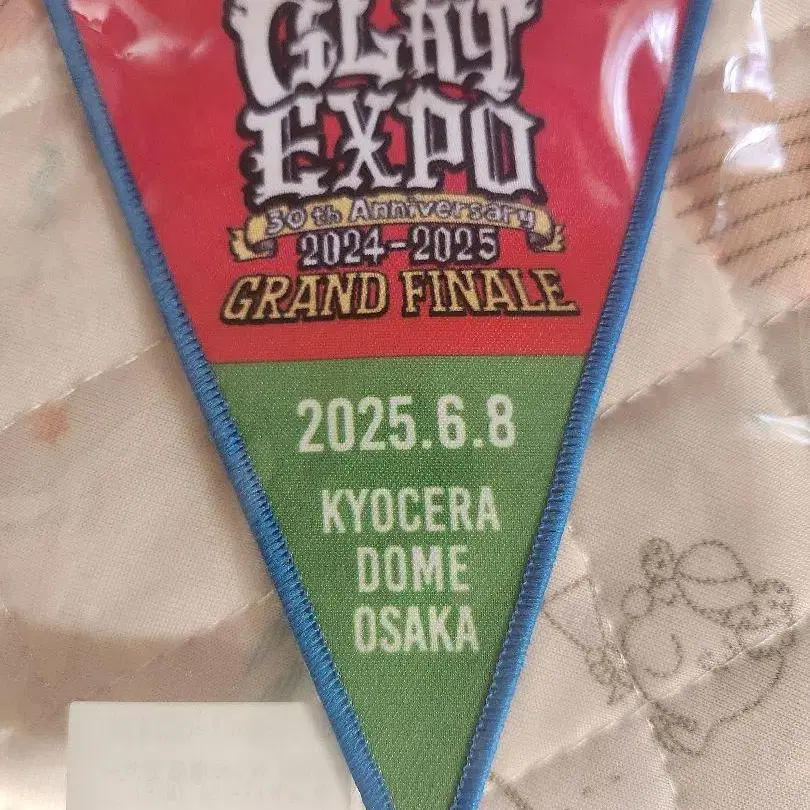 GLAY
EXPO
30th Anniversary
2024-2025
GRAND FINALE
2025.6.8
KYOCERA
DOME
OSAKA